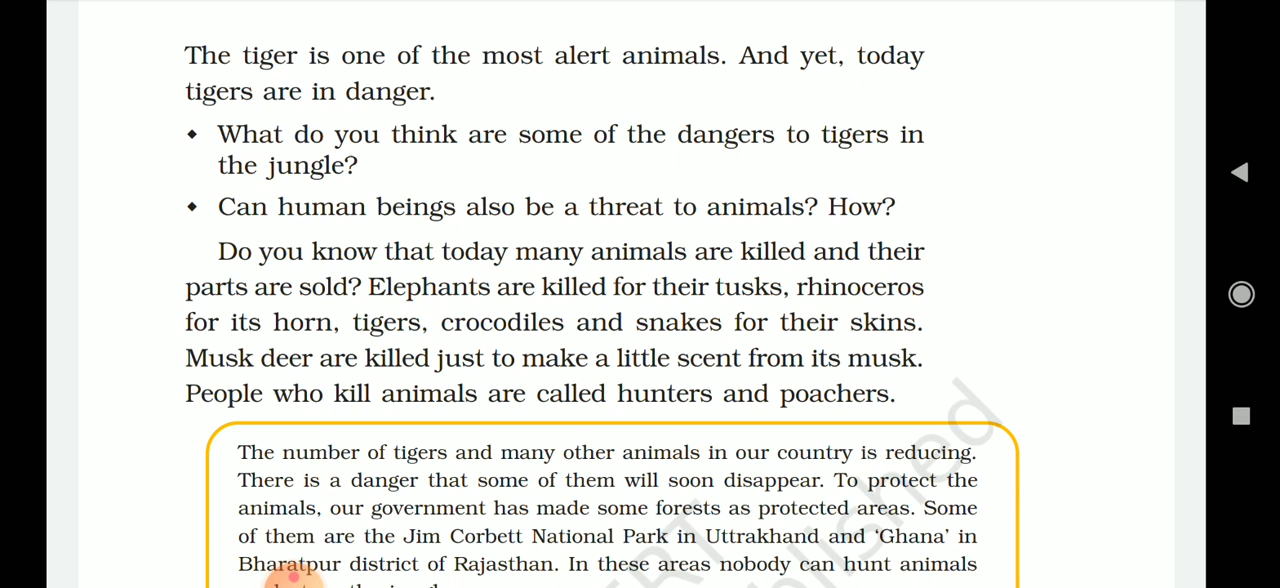 The tiger is one of the most alert animals. And yet, today
tigers are in danger.
◆ What do you think are some of the dangers to tigers in
the jungle?
◆ Can human beings also be a threat to animals? How?
Do you know that today many animals are killed and their
parts are sold? Elephants are killed for their tusks, rhinoceros
for its horn, tigers, crocodiles and snakes for their skins.
Musk deer are killed just to make a little scent from its musk.
People who kill animals are called hunters and poachers.
The number of tigers and many other animals in our country is reducing.
There is a danger that some of them will soon disappear. To protect the
animals, our government has made some forests as protected areas. Some
of them are the Jim Corbett National Park in Uttrakhand and ‘Ghana’ in
Bharatpur district of Rajasthan. In these areas nobody can hunt animals